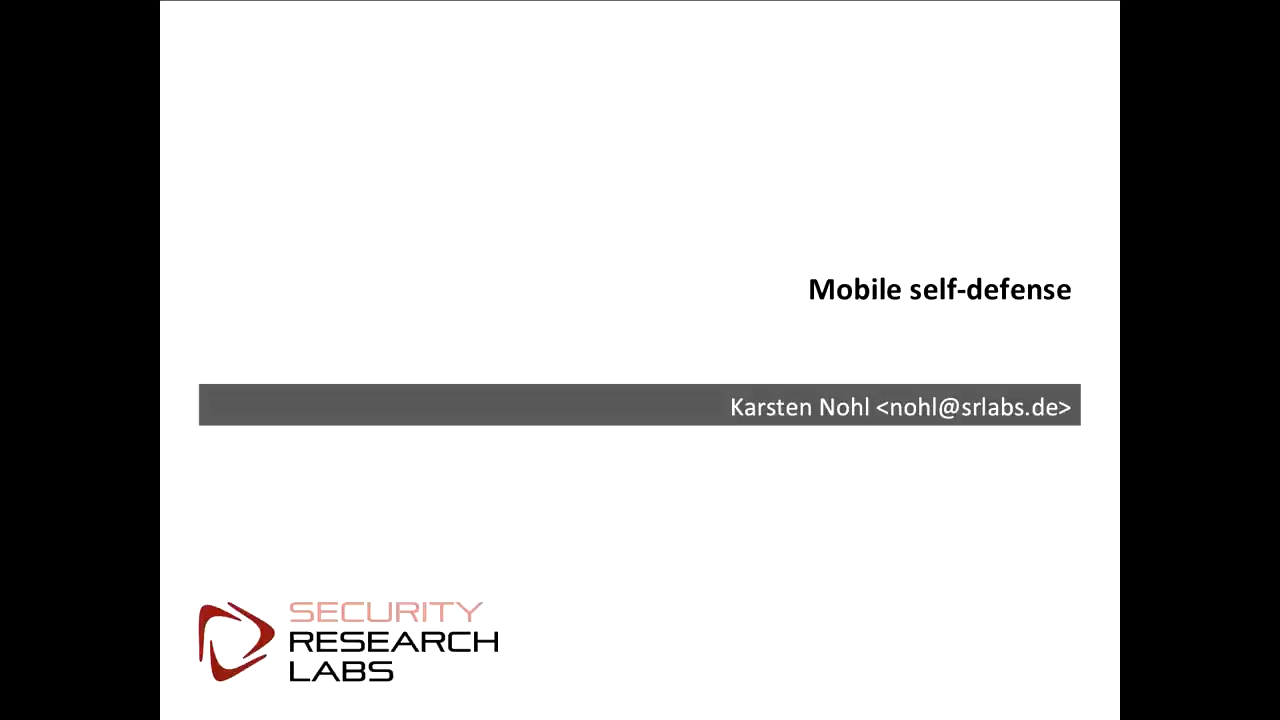 Mobile self-defense
Karsten Nohl <nohl@srlabs.de>
SECURITY
RESEARCH
LABS